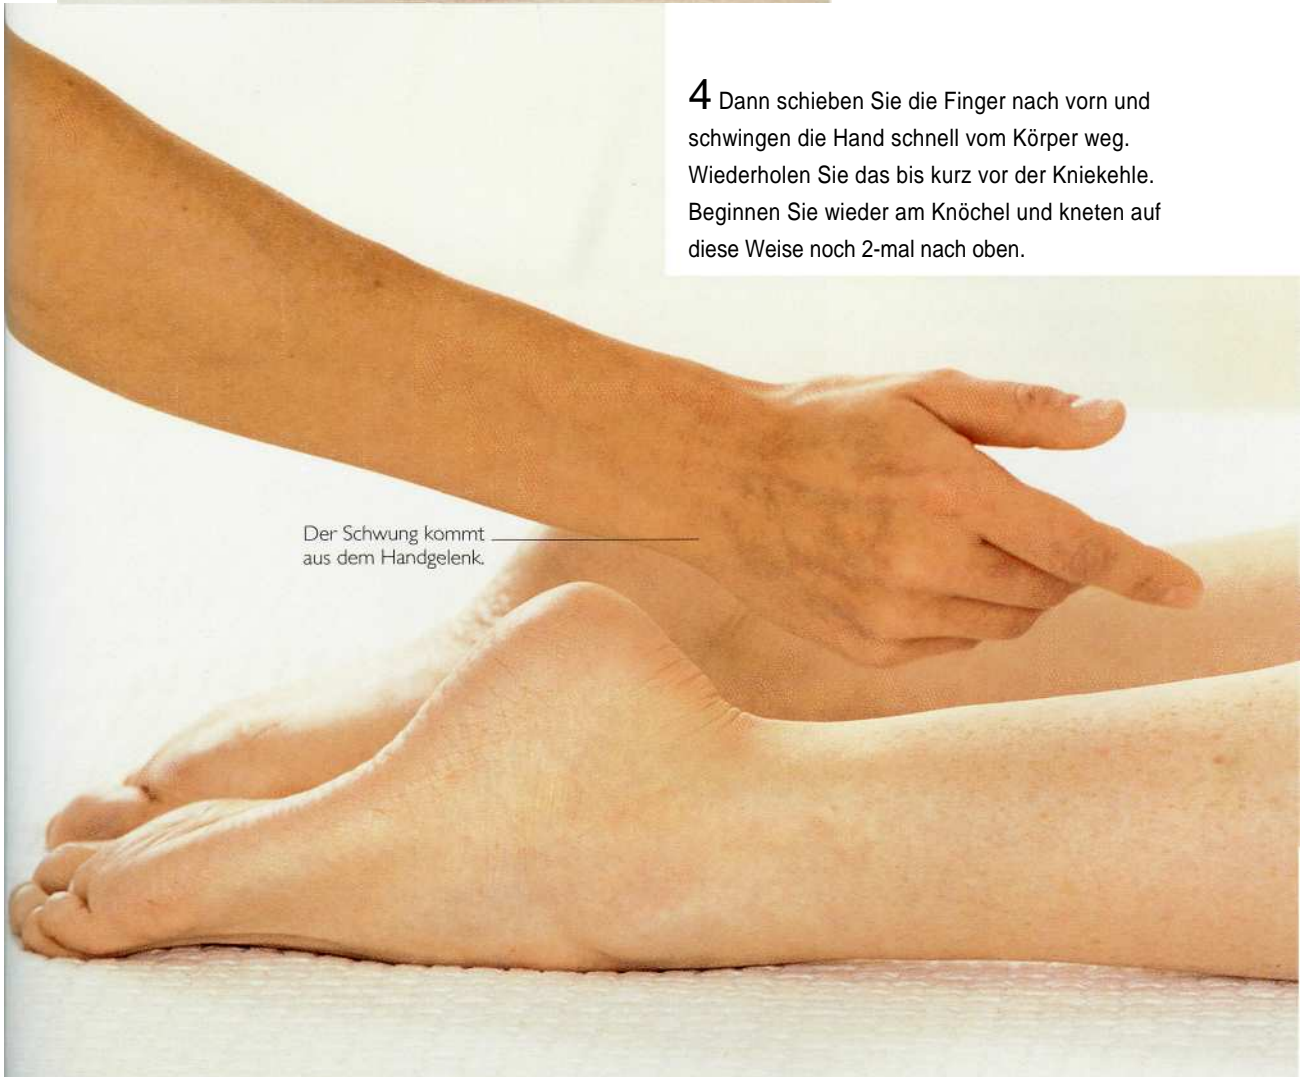 4 Dann schieben Sie die Finger nach vorn und
schwingen die Hand schnell vom Körper weg.
Wiederholen Sie das bis kurz vor der Kniekehle.
Beginnen Sie wieder am Knöchel und kneten auf
diese Weise noch 2-mal nach oben.
Der Schwung kommt
aus dem Handgelenk.